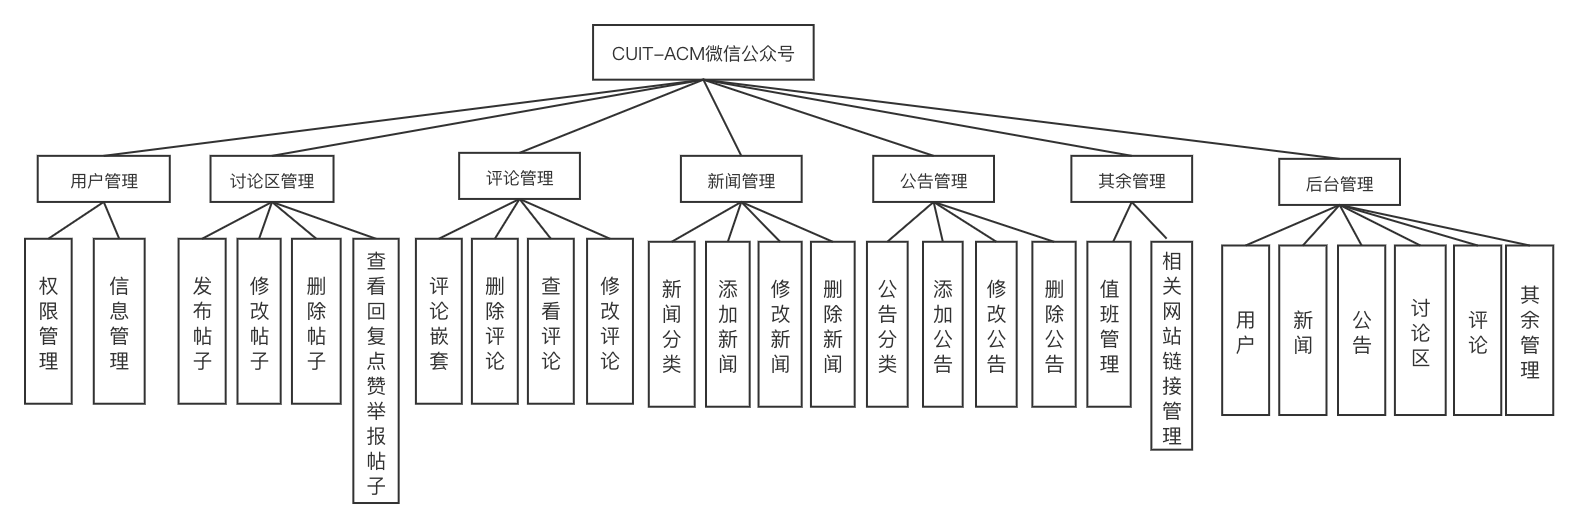 CUIT-ACM微信公众号
用户管理
讨论区管理
评论管理
新闻管理
公告管理
其余管理
后台管理
权限管理
信息管理
发布帖子
修改帖子
删除帖子
查看回复点赞举报帖子
评论嵌套
删除评论
查看评论
修改评论
新闻分类
添加新闻
修改新闻
删除新闻
公告分类
添加公告
修改公告
删除公告
值班管理
相关网站链接管理
用户
新闻
公告
讨论区
评论
其余管理